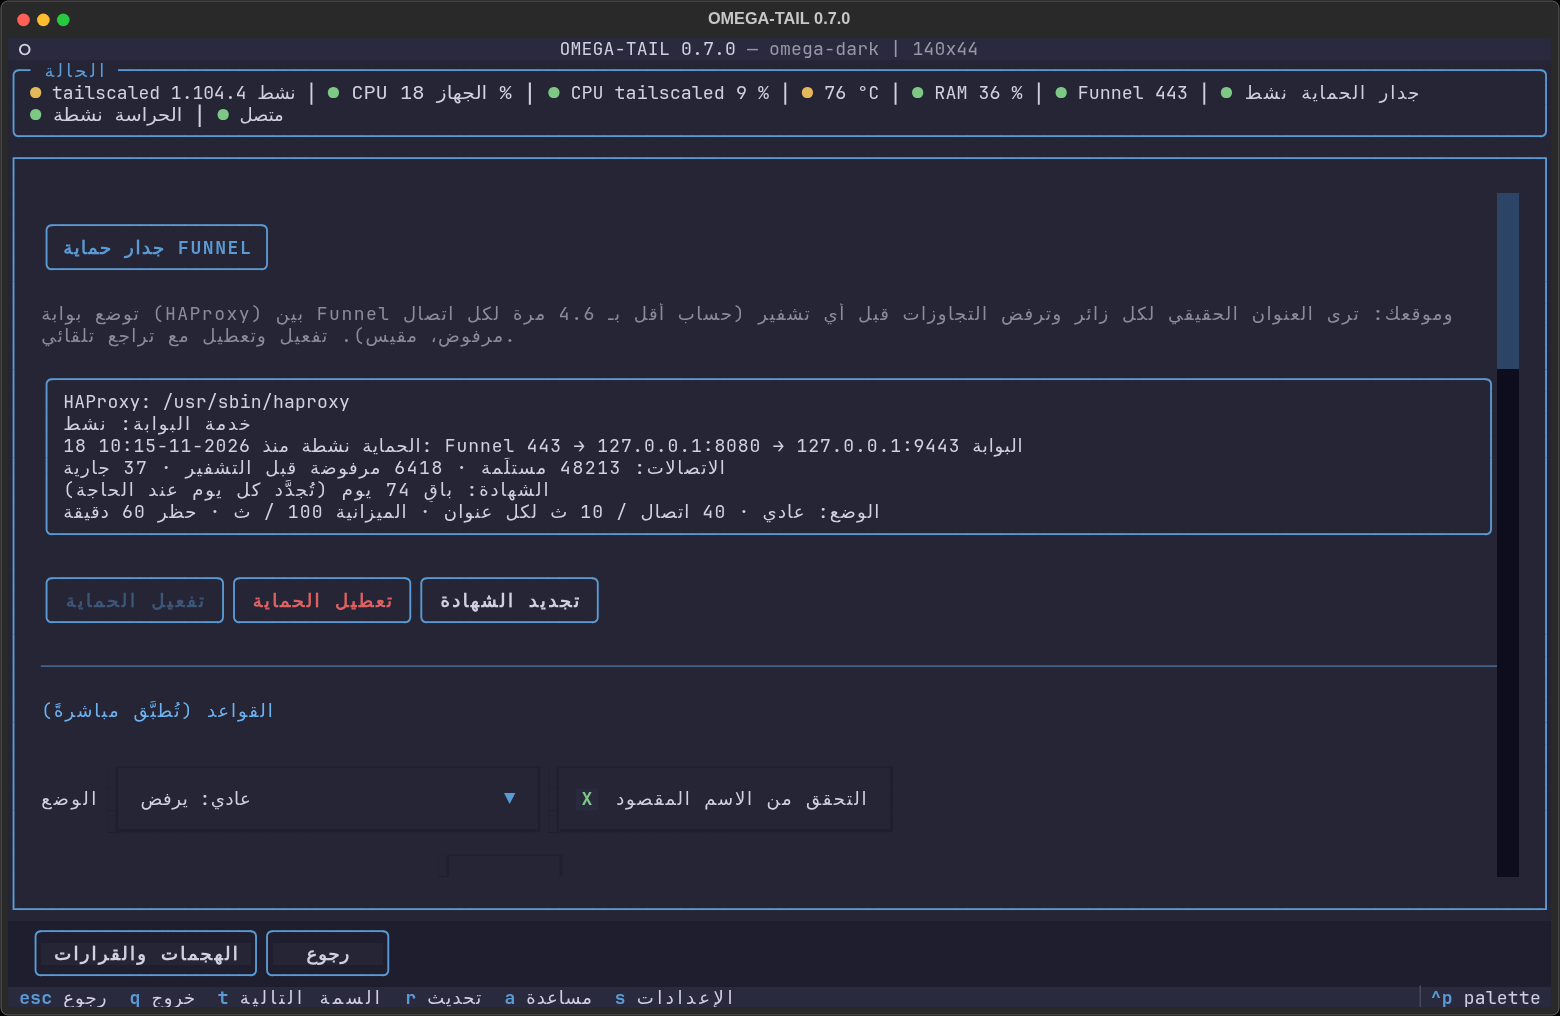 OMEGA-TAIL 0.7.0
OMEGA-TAIL 0.7.0 — omega-dark | 140x44
الحالة
● tailscaled 1.104.4 نشط | ● CPU الجهاز 18 % | ● CPU tailscaled 9 % | ● 76 °C | ● RAM 36 % | ● Funnel 443 | ● جدار الحماية نشط
● الحراسة نشطة | ● متصل
جدار حماية FUNNEL
توضع بوابة (HAProxy) بين Funnel وموقعك: ترى العنوان الحقيقي لكل زائر وترفض التجاوزات قبل أي تشفير (حساب أقل بـ 4.6 مرة لكل اتصال
مرفوض، مقيس). تفعيل وتعطيل مع تراجع تلقائي.
HAProxy: /usr/sbin/haproxy
خدمة البوابة: نشط
الحماية نشطة منذ 2026-11-18 10:15: Funnel 443 → 127.0.0.1:8080 → 127.0.0.1:9443 البوابة
الاتصالات: 48213 مستلَمة · 6418 مرفوضة قبل التشفير · 37 جارية
الشهادة: باقٍ 74 يوم (تُجدَّد كل يوم عند الحاجة)
الوضع: عادي · 40 اتصال / 10 ث لكل عنوان · الميزانية 100 / ث · حظر 60 دقيقة
تفعيل الحماية تعطيل الحماية تجديد الشهادة
القواعد (تُطبَّق مباشرةً)
الوضع عادي: يرفض ▼ X التحقق من الاسم المقصود
الهجمات والقرارات رجوع
esc رجوع q خروج t السمة التالية r تحديث a مساعدة s الإعدادات ^p palette